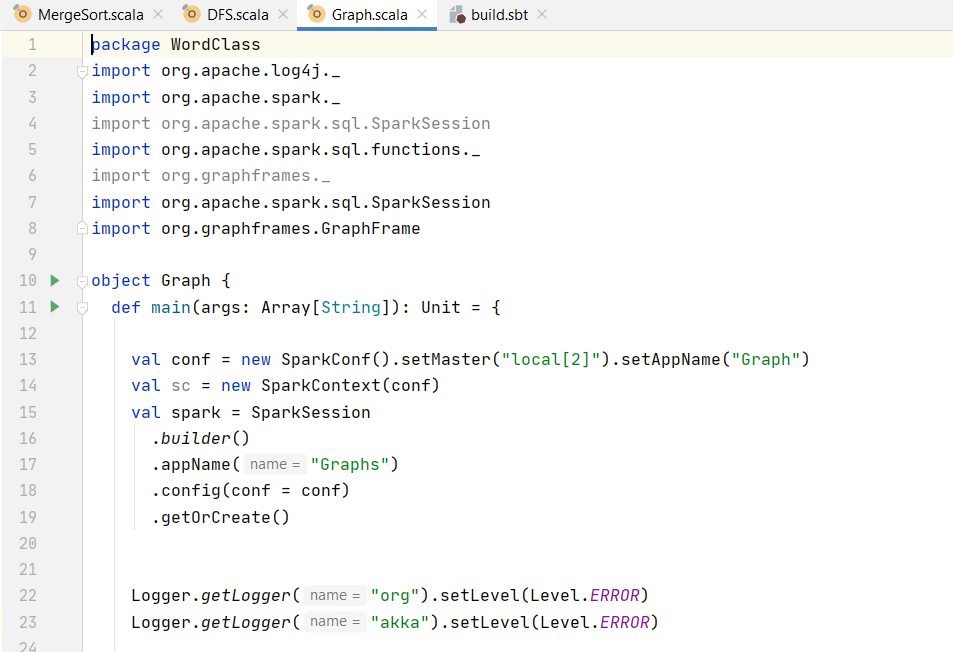 MergeSort.scala DFS.scala Graph.scala build.sbt
1 package WordClass
2 import org.apache.log4j._
3 import org.apache.spark._
4 import org.apache.spark.sql.SparkSession
5 import org.apache.spark.sql.functions._
6 import org.graphframes._
7 import org.apache.spark.sql.SparkSession
8 import org.graphframes.GraphFrame
9
10 object Graph {
11 def main(args: Array[String]): Unit = {
12
13 val conf = new SparkConf().setMaster("local[2]").setAppName("Graph")
14 val sc = new SparkContext(conf)
15 val spark = SparkSession
16 .builder()
17 .appName( name = "Graphs")
18 .config(conf = conf)
19 .getOrCreate()
20
21
22 Logger.getLogger( name = "org").setLevel(Level.ERROR)
23 Logger.getLogger( name = "akka").setLevel(Level.ERROR)
24